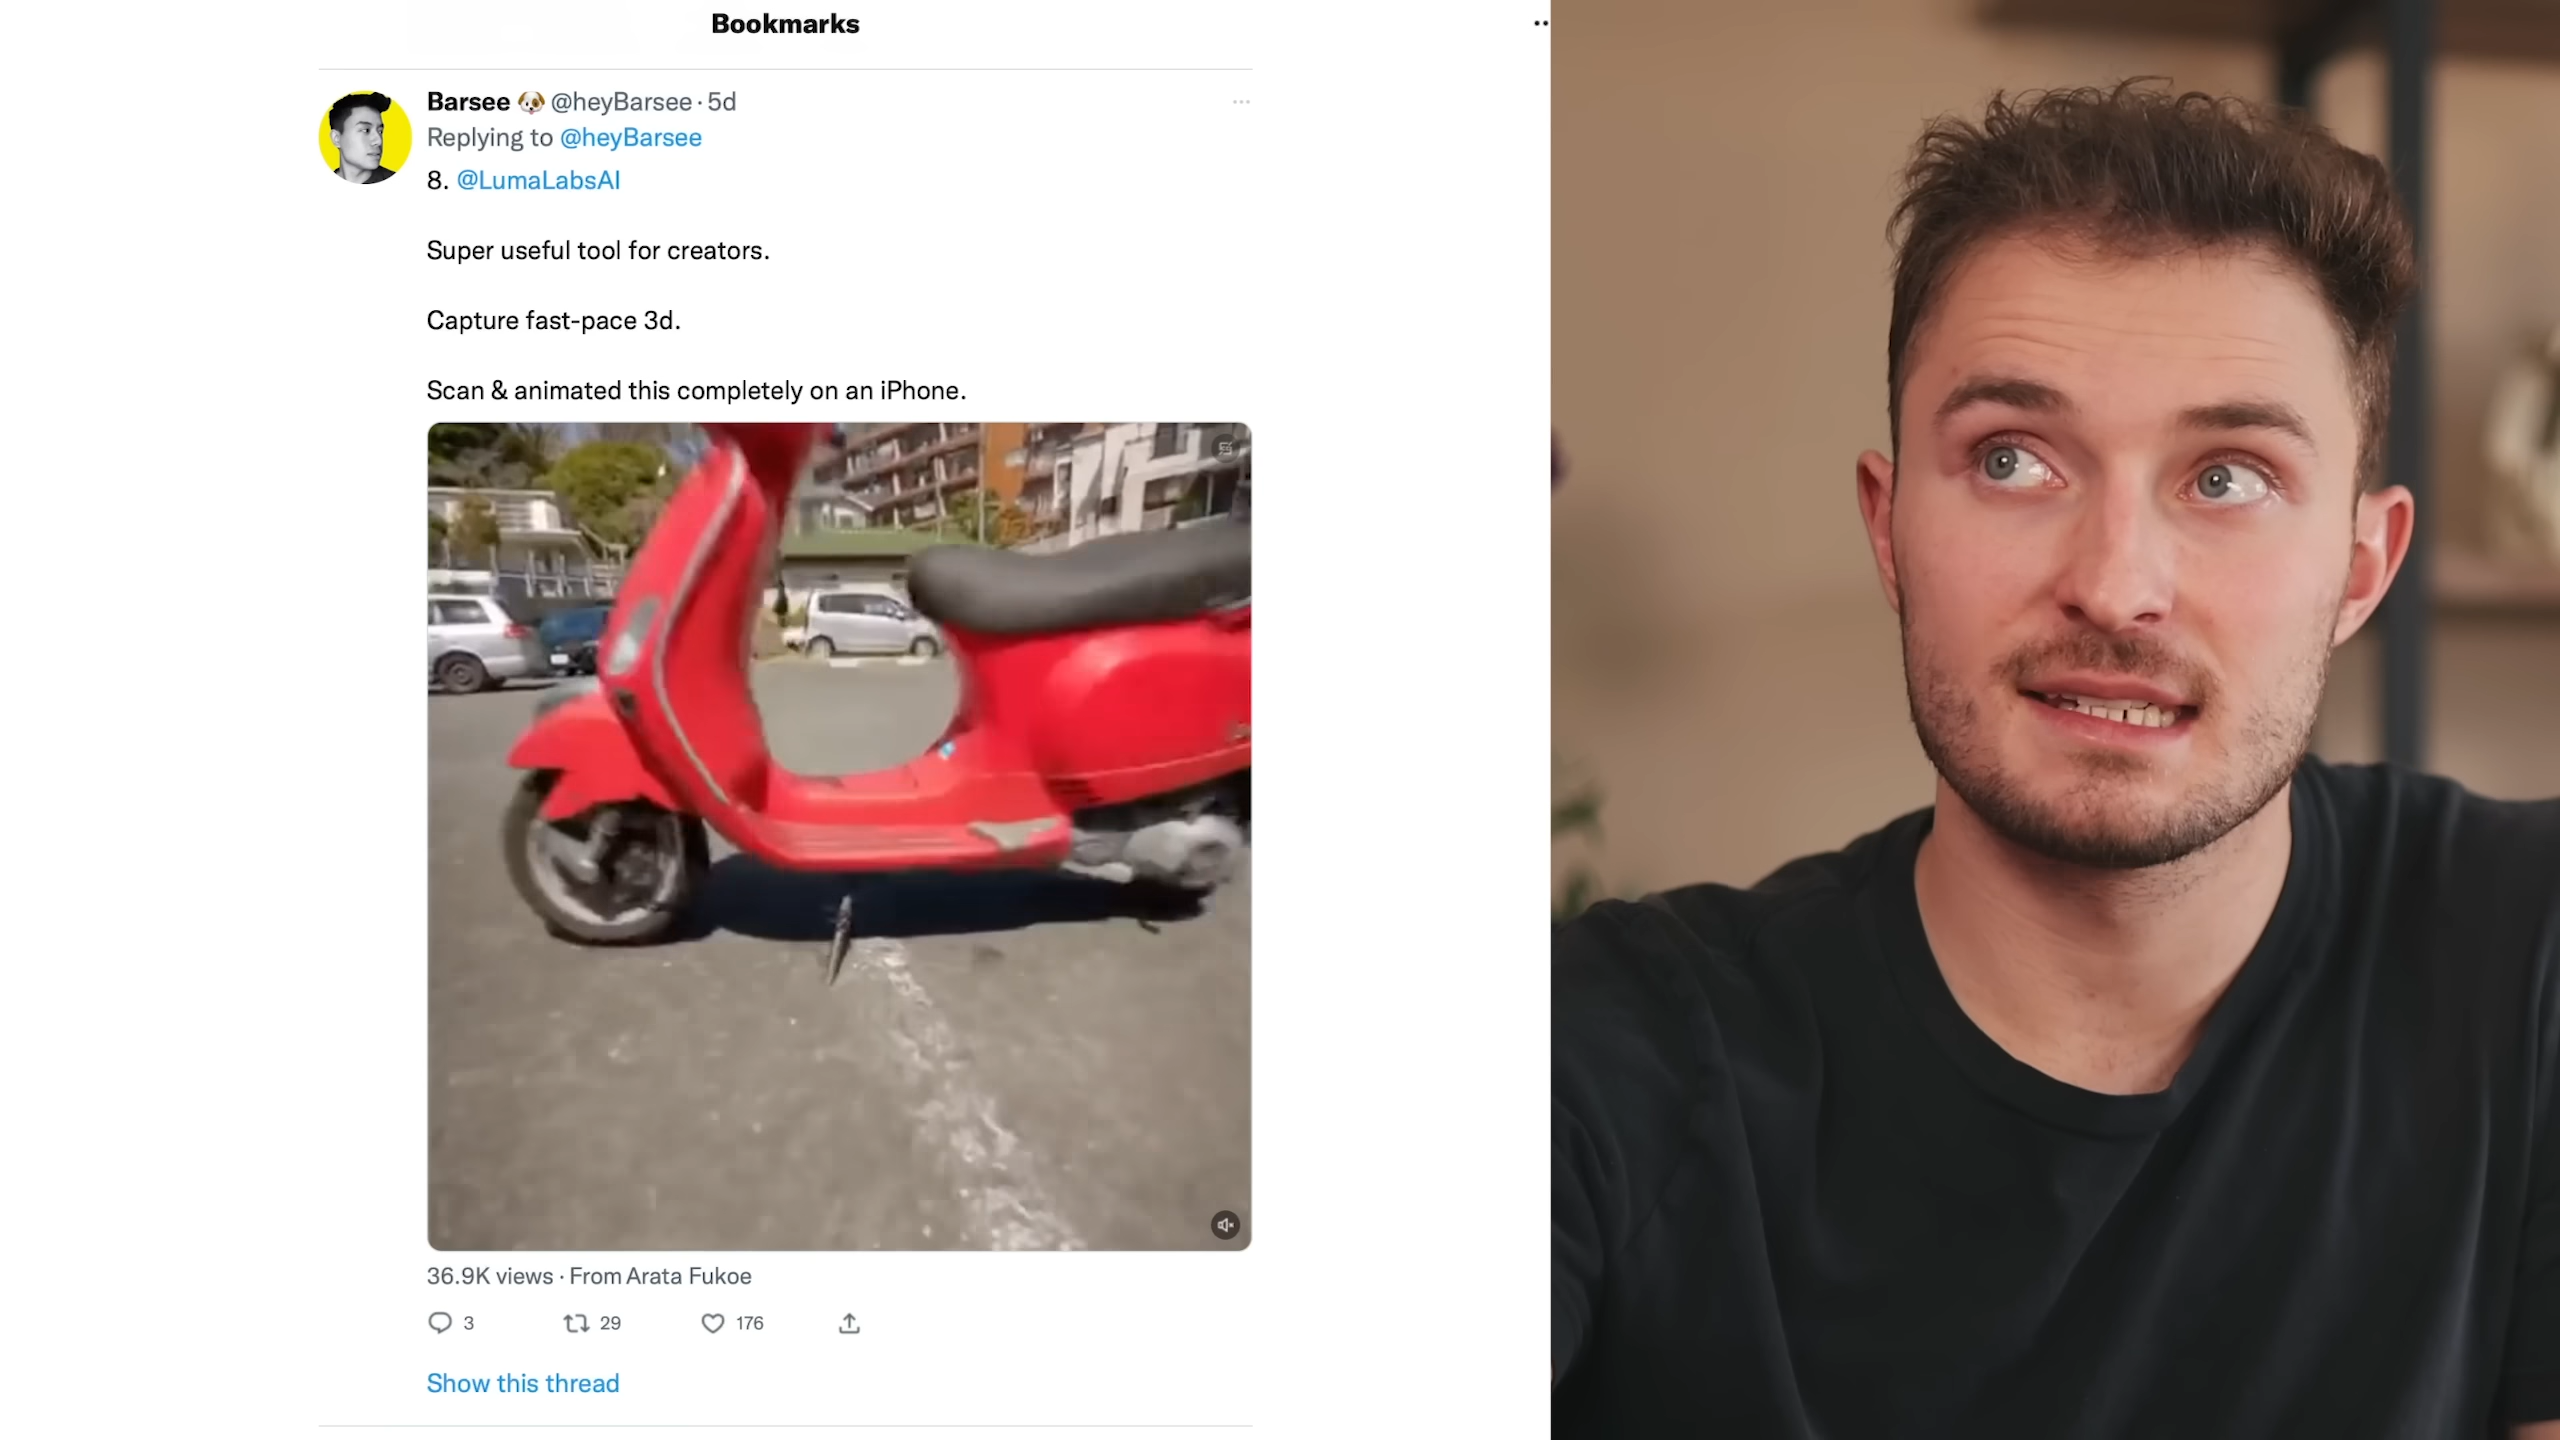 Bookmarks
Barsee 🐶 @heyBarsee · 5d
Replying to @heyBarsee
8. @LumaLabsAI
Super useful tool for creators.
Capture fast-pace 3d.
Scan & animated this completely on an iPhone.
36.9K views · From Arata Fukoe
3 29 176
Show this thread